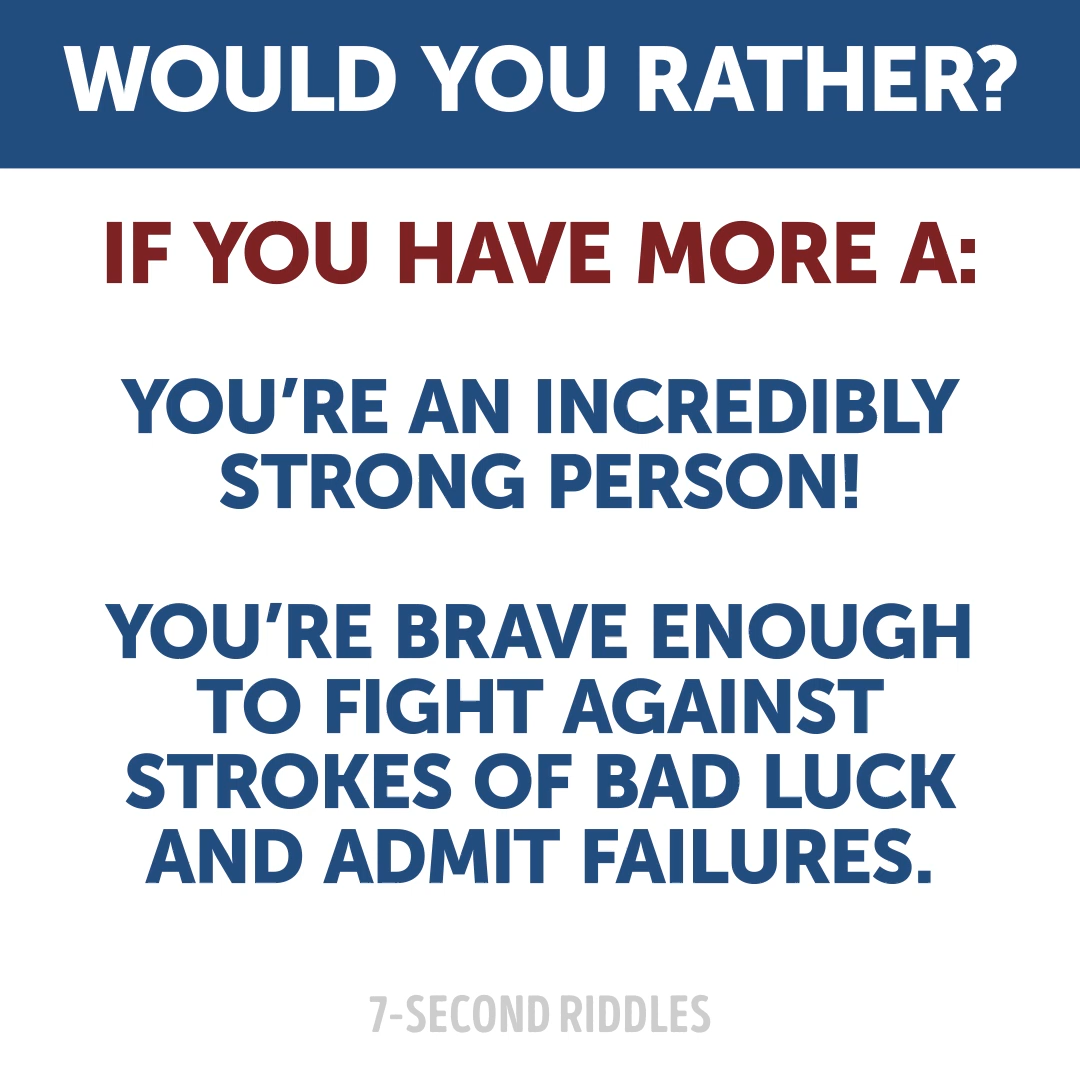 WOULD YOU RATHER?
IF YOU HAVE MORE A:
YOU’RE AN INCREDIBLY
STRONG PERSON!
YOU’RE BRAVE ENOUGH
TO FIGHT AGAINST
STROKES OF BAD LUCK
AND ADMIT FAILURES.
7-SECOND RIDDLES